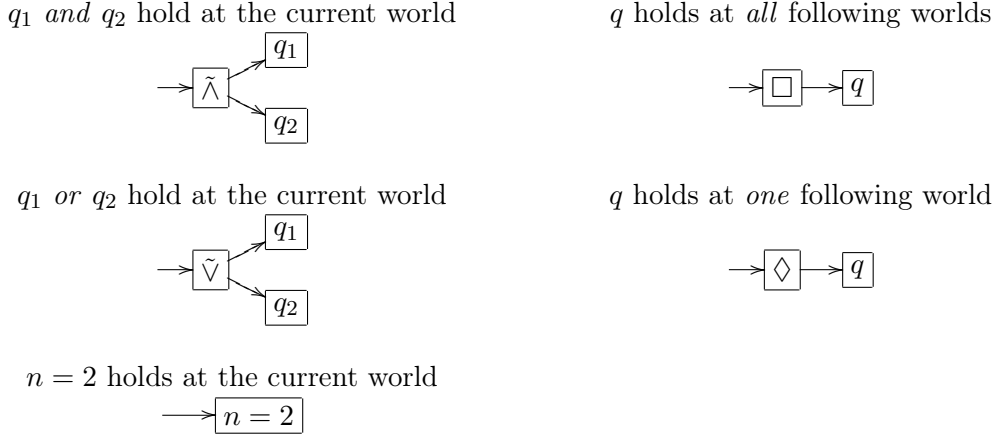 q₁ and q₂ hold at the current world
q₁
∧̃
q₂
q holds at all following worlds
□ q
q₁ or q₂ hold at the current world
q₁
∨̃
q₂
q holds at one following world
◇ q
n = 2 holds at the current world
n = 2